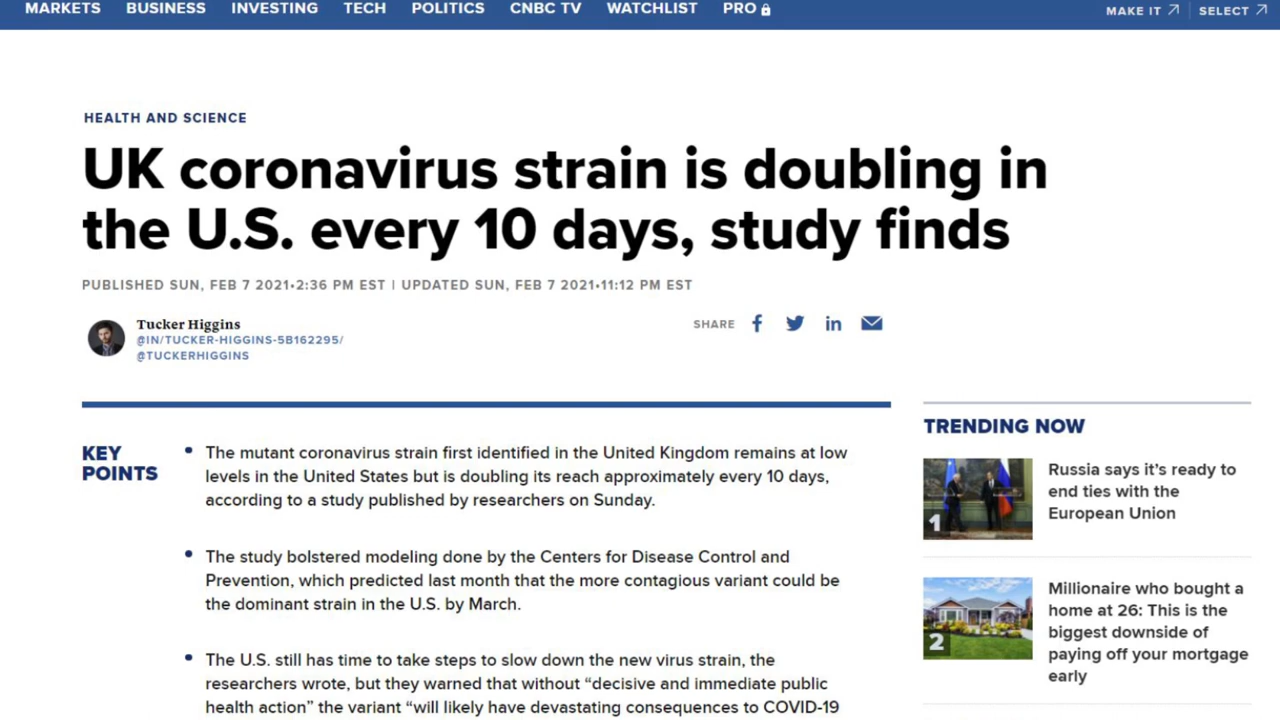 MARKETS BUSINESS INVESTING TECH POLITICS CNBC TV WATCHLIST PRO MAKE IT SELECT
HEALTH AND SCIENCE
UK coronavirus strain is doubling in
the U.S. every 10 days, study finds
PUBLISHED SUN, FEB 7 2021•2:36 PM EST | UPDATED SUN, FEB 7 2021•11:12 PM EST
Tucker Higgins
@IN/TUCKER-HIGGINS-5B162295/
@TUCKERHIGGINS
SHARE
KEY
POINTS
The mutant coronavirus strain first identified in the United Kingdom remains at low
levels in the United States but is doubling its reach approximately every 10 days,
according to a study published by researchers on Sunday.
The study bolstered modeling done by the Centers for Disease Control and
Prevention, which predicted last month that the more contagious variant could be
the dominant strain in the U.S. by March.
The U.S. still has time to take steps to slow down the new virus strain, the
researchers wrote, but they warned that without “decisive and immediate public
health action” the variant “will likely have devastating consequences to COVID-19
TRENDING NOW
1
Russia says it’s ready to
end ties with the
European Union
2
Millionaire who bought a
home at 26: This is the
biggest downside of
paying off your mortgage
early